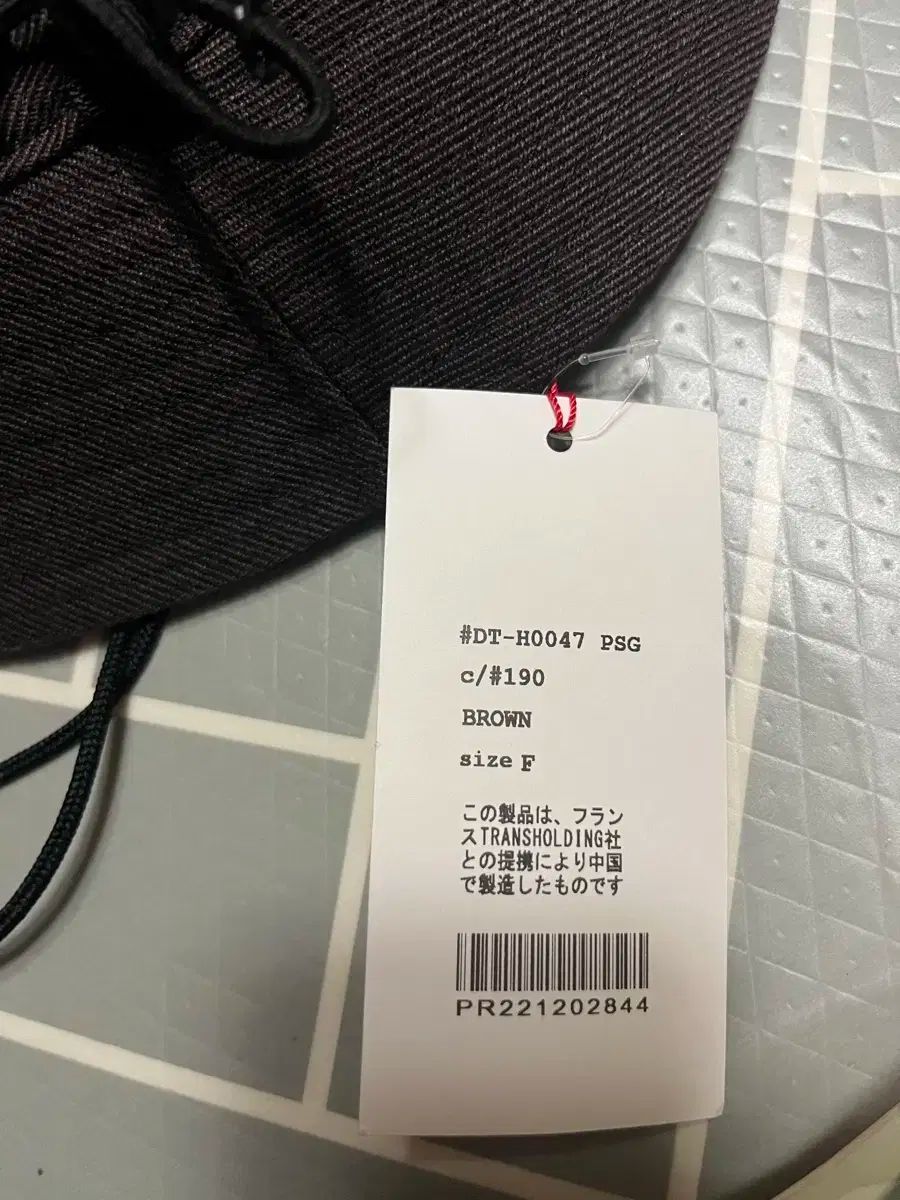 #DT-H0047 PSG
c/#190
BROWN
size F
この製品は、フラン
スTRANSHOLDING社
との提携により中国
で製造したものです
PR221202844